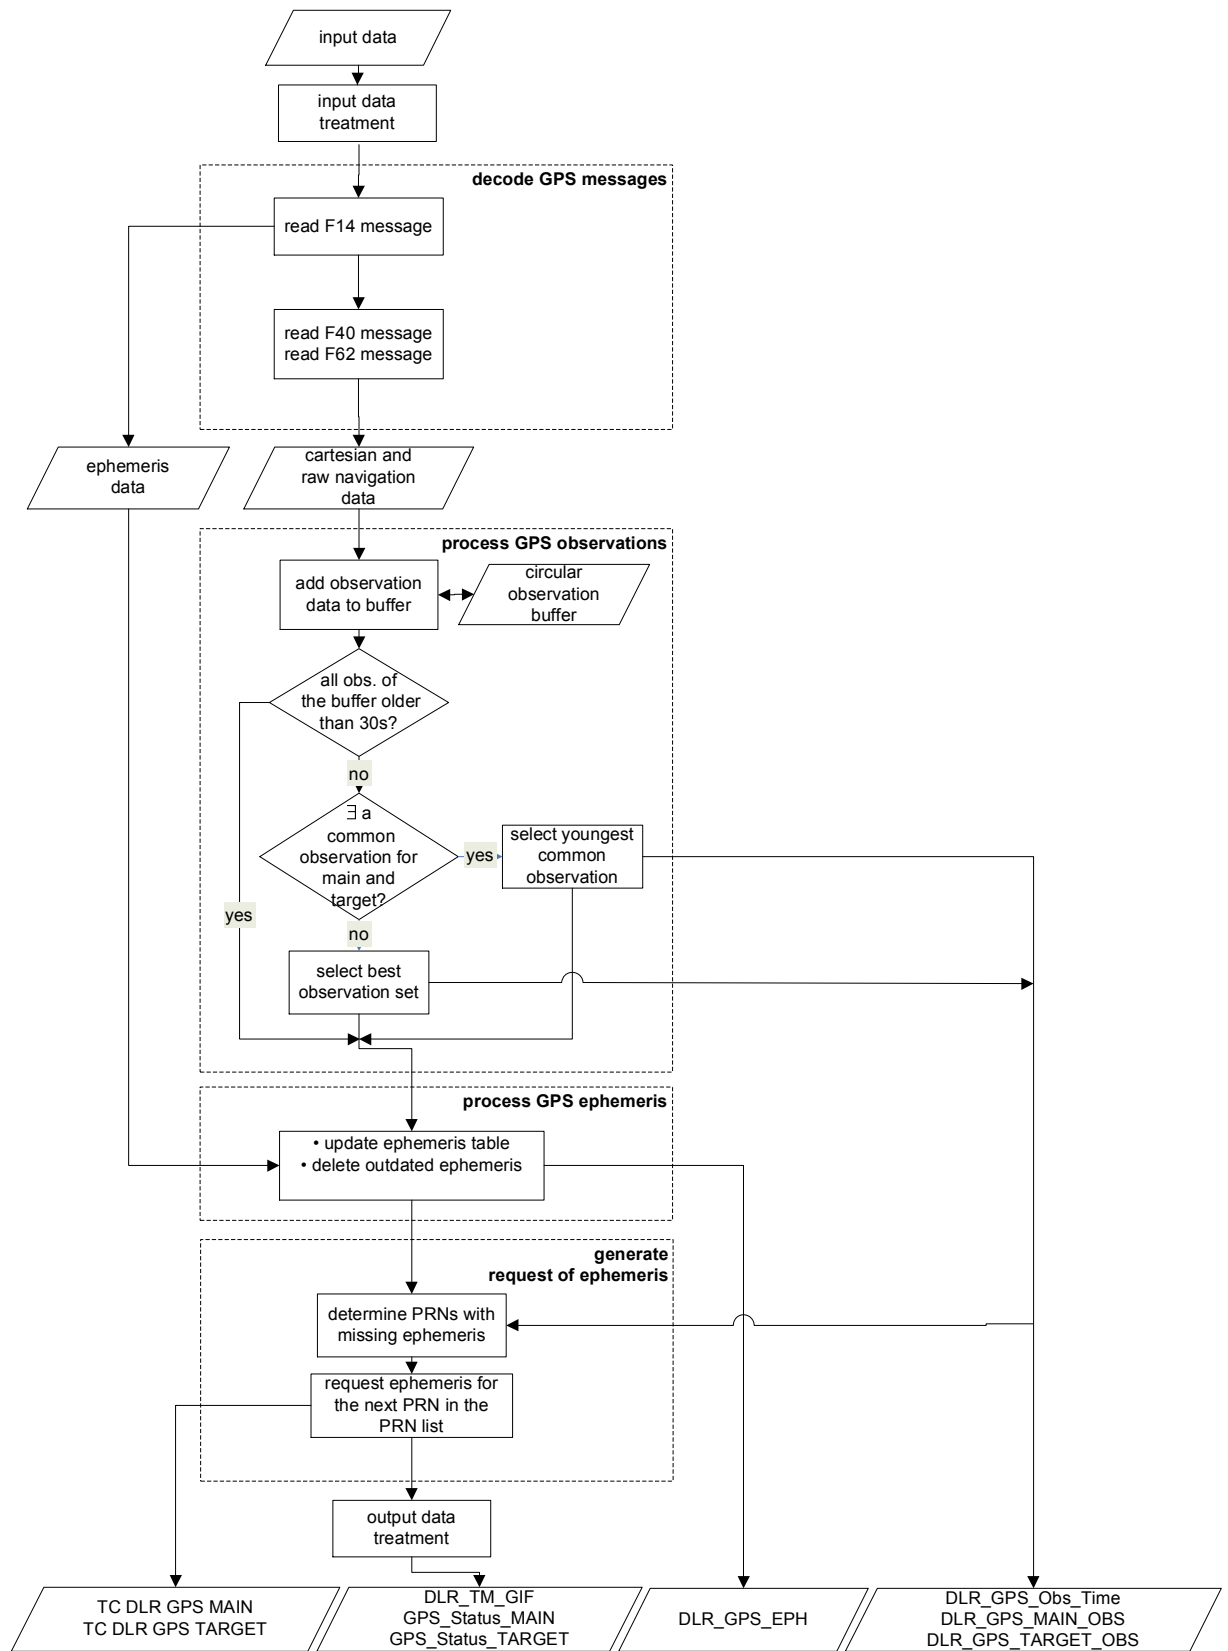 input data
input data
treatment
decode GPS messages
read F14 message
read F40 message
read F62 message
ephemeris
data
cartesian and
raw navigation
data
process GPS observations
add observation
data to buffer
circular
observation
buffer
all obs. of
the buffer older
than 30s?
no
∃ a
common
observation for
main and
target?
yes
select youngest
common
observation
yes
no
select best
observation set
process GPS ephemeris
• update ephemeris table
• delete outdated ephemeris
generate
request of ephemeris
determine PRNs with
missing ephemeris
request ephemeris for
the next PRN in the
PRN list
output data
treatment
TC DLR GPS MAIN
TC DLR GPS TARGET
DLR_TM_GIF
GPS_Status_MAIN
GPS_Status_TARGET
DLR_GPS_EPH
DLR_GPS_Obs_Time
DLR_GPS_MAIN_OBS
DLR_GPS_TARGET_OBS